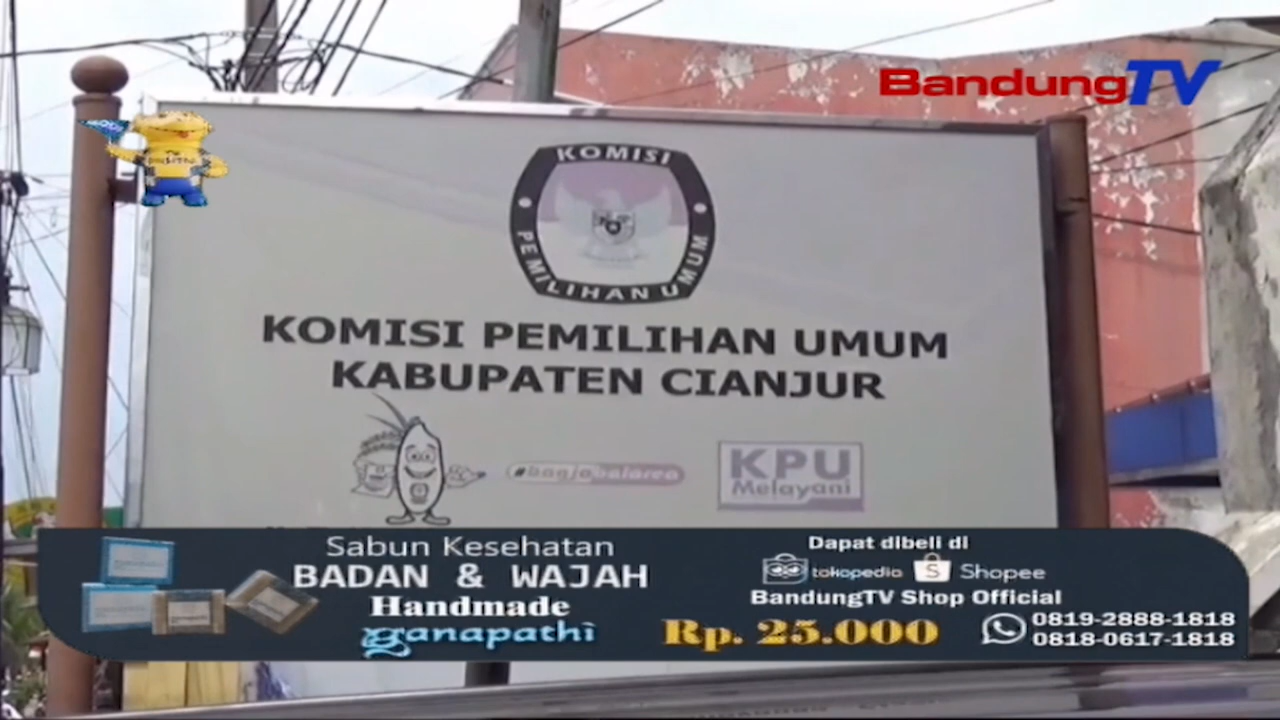 BandungTV
KOMISI
PEMILIHAN UMUM
KOMISI PEMILIHAN UMUM
KABUPATEN CIANJUR
#bagjabalarea
KPU
Melayani
Sabun Kesehatan
BADAN & WAJAH
Handmade
ganapathi
Rp. 25.000
Dapat dibeli di
tokopedia
S Shopee
BandungTV Shop Official
0819-2888-1818
0818-0617-1818